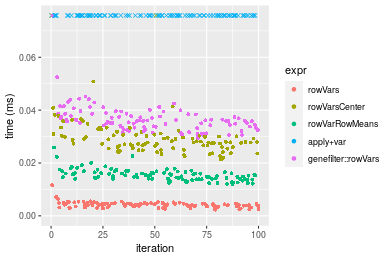 0.06
0.04
0.02
0.00
time (ms)
0
25
50
75
100
iteration
expr
rowVars
rowVarsCenter
rowVarRowMeans
apply+var
genefilter::rowVars